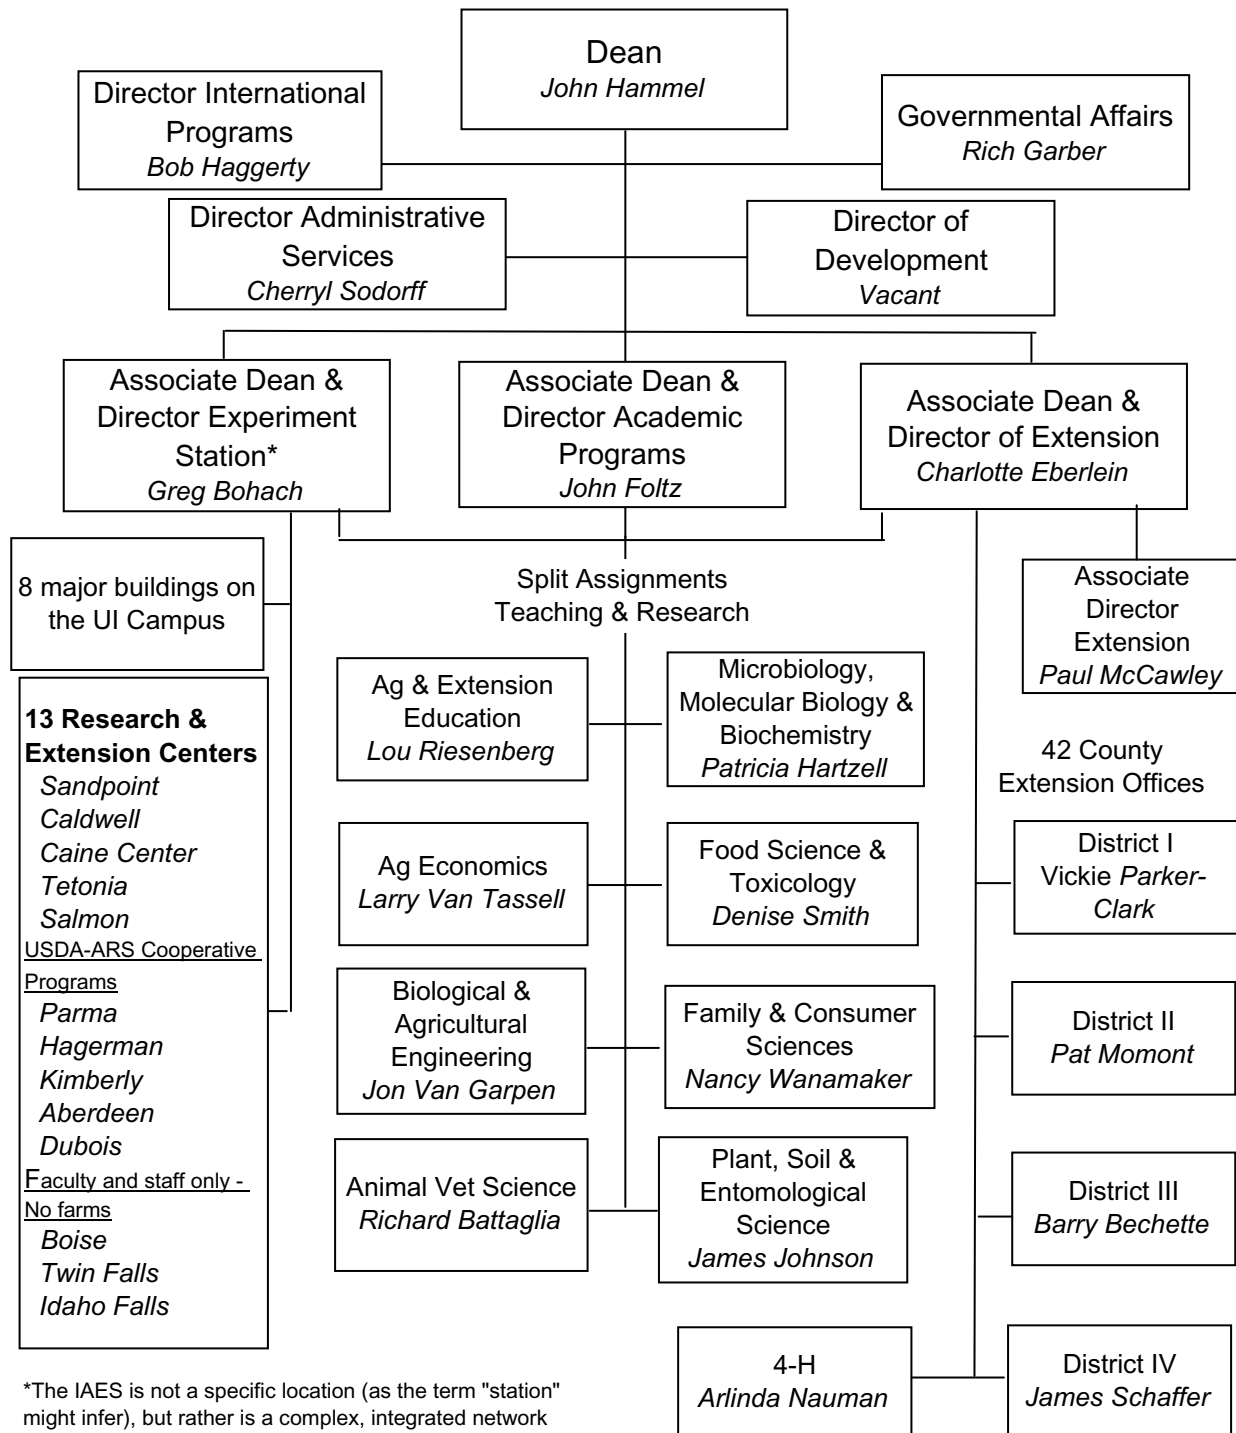 Dean
John Hammel
Director International
Programs
Bob Haggerty
Governmental Affairs
Rich Garber
Director Administrative
Services
Cherryl Sodorff
Director of
Development
Vacant
Associate Dean &
Director Experiment
Station*
Greg Bohach
Associate Dean &
Director Academic
Programs
John Foltz
Associate Dean &
Director of Extension
Charlotte Eberlein
8 major buildings on
the UI Campus
Split Assignments
Teaching & Research
Associate
Director
Extension
Paul McCawley
13 Research &
Extension Centers
Sandpoint
Caldwell
Caine Center
Tetonia
Salmon
USDA-ARS Cooperative
Programs
Parma
Hagerman
Kimberly
Aberdeen
Dubois
Faculty and staff only -
No farms
Boise
Twin Falls
Idaho Falls
Ag & Extension
Education
Lou Riesenberg
Microbiology,
Molecular Biology &
Biochemistry
Patricia Hartzell
Ag Economics
Larry Van Tassell
Food Science &
Toxicology
Denise Smith
Biological &
Agricultural
Engineering
Jon Van Garpen
Family & Consumer
Sciences
Nancy Wanamaker
Animal Vet Science
Richard Battaglia
Plant, Soil &
Entomological
Science
James Johnson
42 County
Extension Offices
District I
Vickie Parker-
Clark
District II
Pat Momont
District III
Barry Bechette
4-H
Arlinda Nauman
District IV
James Schaffer
*The IAES is not a specific location (as the term "station"
might infer), but rather is a complex, integrated network